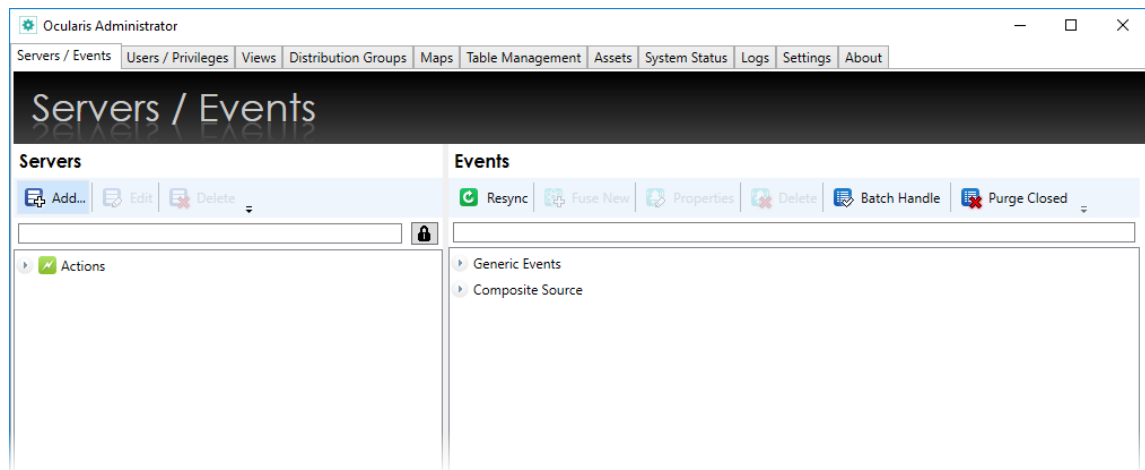 Ocularis Administrator
Servers / Events Users / Privileges Views Distribution Groups Maps Table Management Assets System Status Logs Settings About
Servers / Events
Servers
Add... Edit Delete
Actions
Events
Resync Fuse New Properties Delete Batch Handle Purge Closed
Generic Events
Composite Source